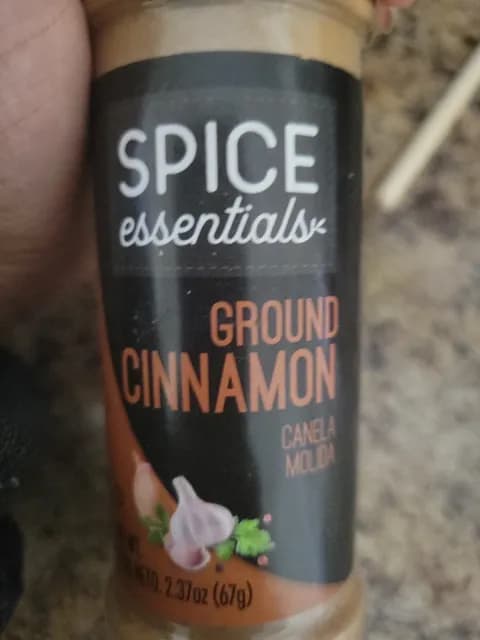 SPICE
essentials
GROUND
CINNAMON
CANELA
MOLIDA
2.37oz (67g)